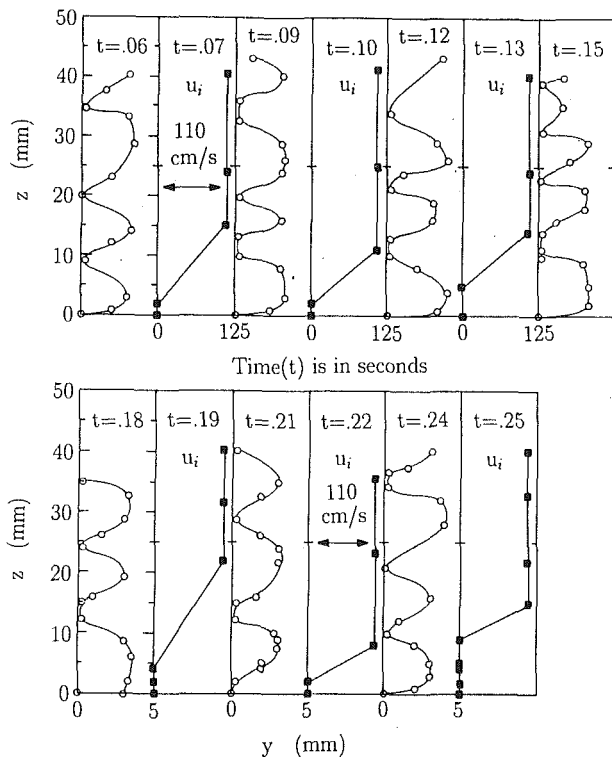 50
t=.06 t=.07 t=.09 t=.10 t=.12 t=.13 t=.15
40
u_i u_i u_i
30
110
cm/s
20
10
0
z (mm)
0 125 0 125 0 125
Time(t) is in seconds
50
t=.18 t=.19 t=.21 t=.22 t=.24 t=.25
40
u_i u_i u_i
30
110
cm/s
20
10
0
z (mm)
0 5 0 5 0 5
y (mm)